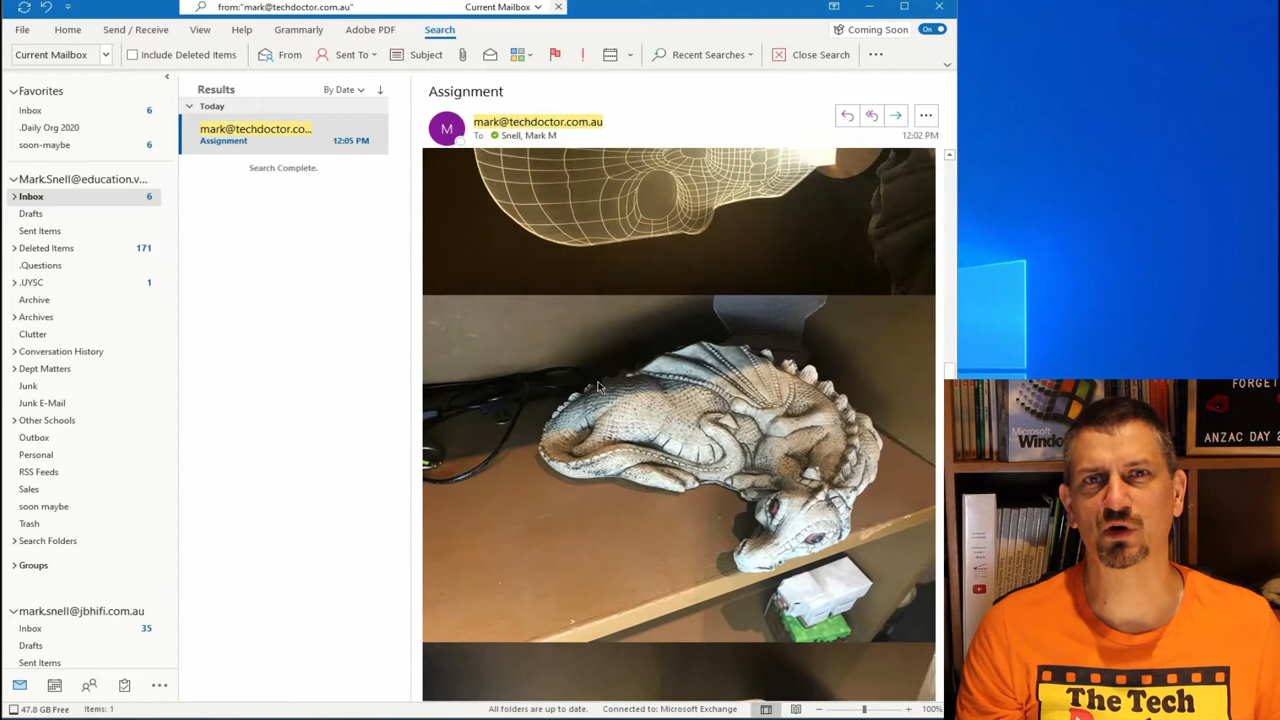 from:"mark@techdoctor.com.au"
Current Mailbox
File Home Send / Receive View Help Grammarly Adobe PDF Search
Coming Soon
On
Current Mailbox
Include Deleted Items
From
Sent To
Subject
Recent Searches
Close Search
Favorites
Inbox 6
.Daily Org 2020
soon-maybe 6
Mark.Snell@education.v...
Inbox 6
Drafts
Sent Items
Deleted Items 171
.Questions
.UYSC 1
Archive
Archives
Clutter
Conversation History
Dept Matters
Junk
Junk E-Mail
Other Schools
Outbox
Personal
RSS Feeds
Sales
soon maybe
Trash
Search Folders
Groups
mark.snell@jbhifi.com.au
Inbox 35
Drafts
Sent Items
Results
By Date
Today
mark@techdoctor.co...
Assignment 12:05 PM
Search Complete.
Assignment
M
mark@techdoctor.com.au
To Snell, Mark M
12:02 PM
Microsoft
Window
FORGET
ANZAC DAY 2
The Tech
47.8 GB Free
Items: 1
All folders are up to date.
Connected to: Microsoft Exchange
100%